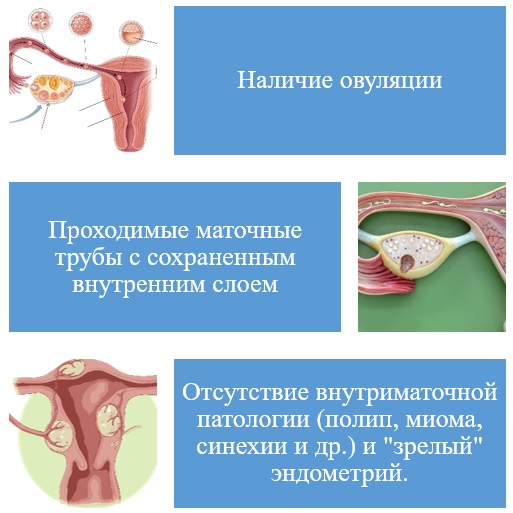 Наличие овуляции
Проходимые маточные
трубы с сохраненным
внутренним слоем
Отсутствие внутриматочной
патологии (полип, миома,
синехии и др.) и "зрелый"
эндометрий.